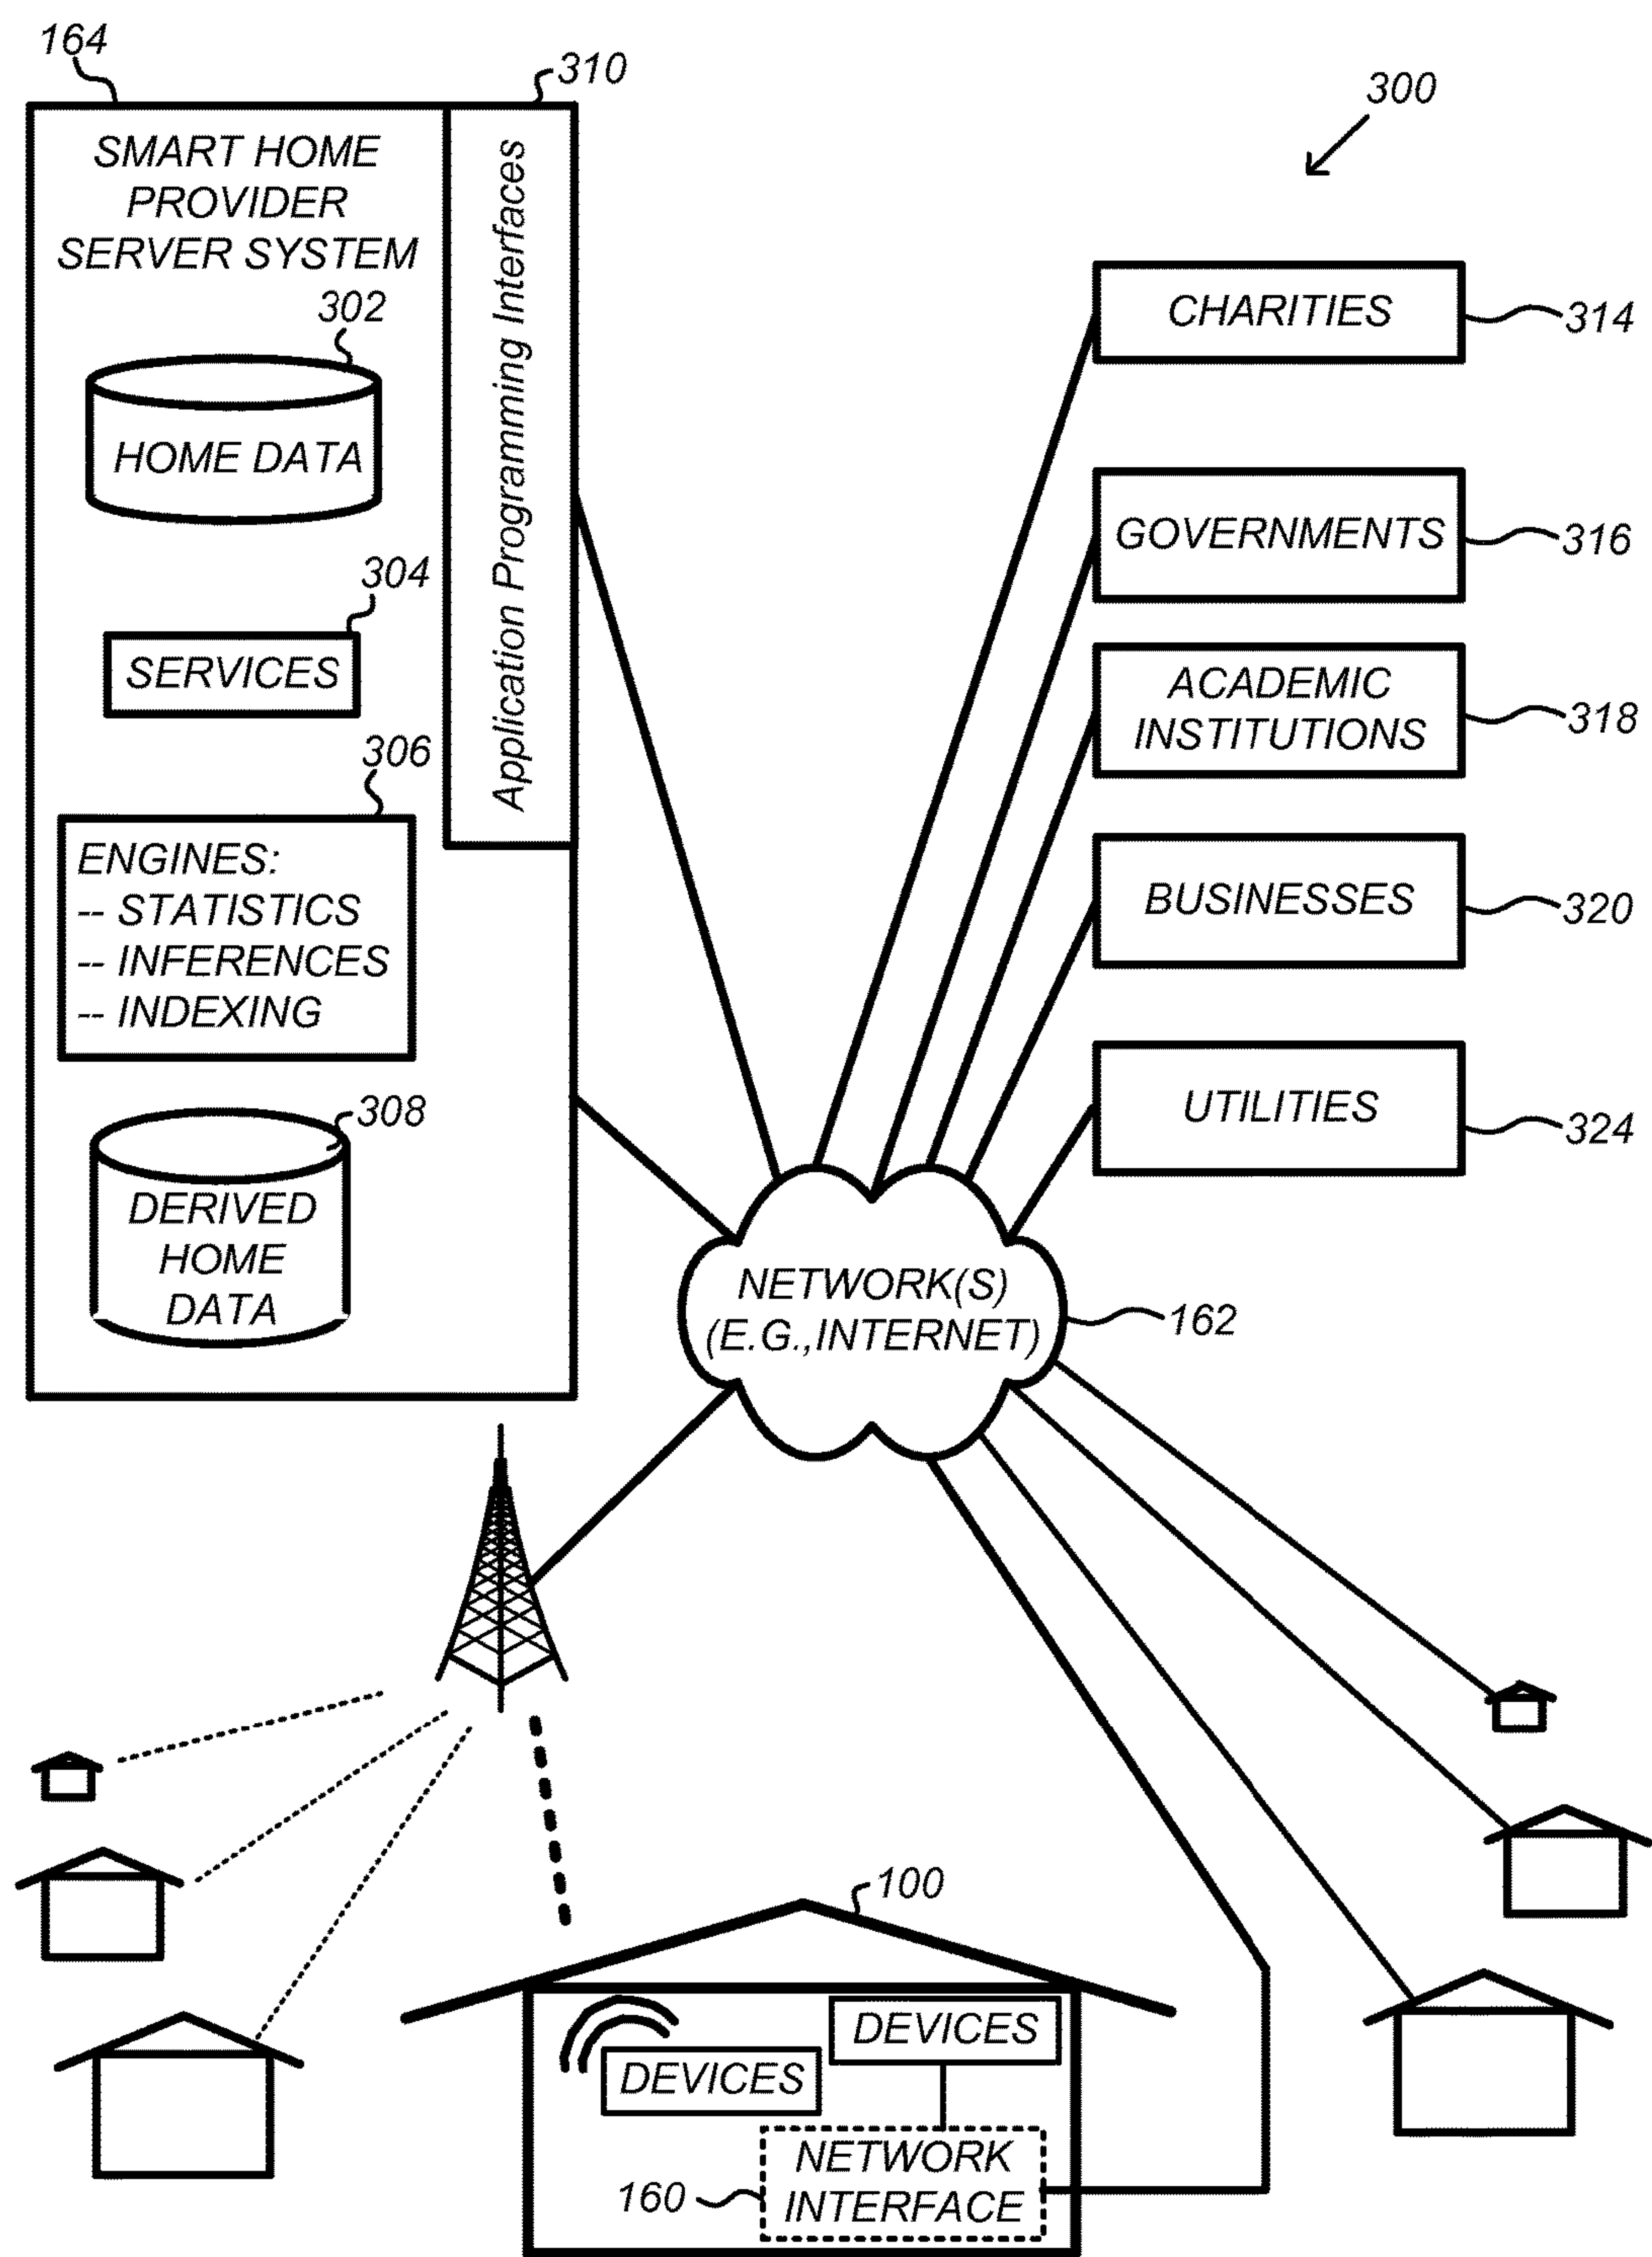 164
310
300
SMART HOME
PROVIDER
SERVER SYSTEM
Application Programming Interfaces
302
HOME DATA
304
SERVICES
306
ENGINES:
-- STATISTICS
-- INFERENCES
-- INDEXING
308
DERIVED
HOME
DATA
CHARITIES
314
GOVERNMENTS
316
ACADEMIC
INSTITUTIONS
318
BUSINESSES
320
UTILITIES
324
NETWORK(S)
(E.G.,INTERNET)
162
100
DEVICES
DEVICES
NETWORK
INTERFACE
160